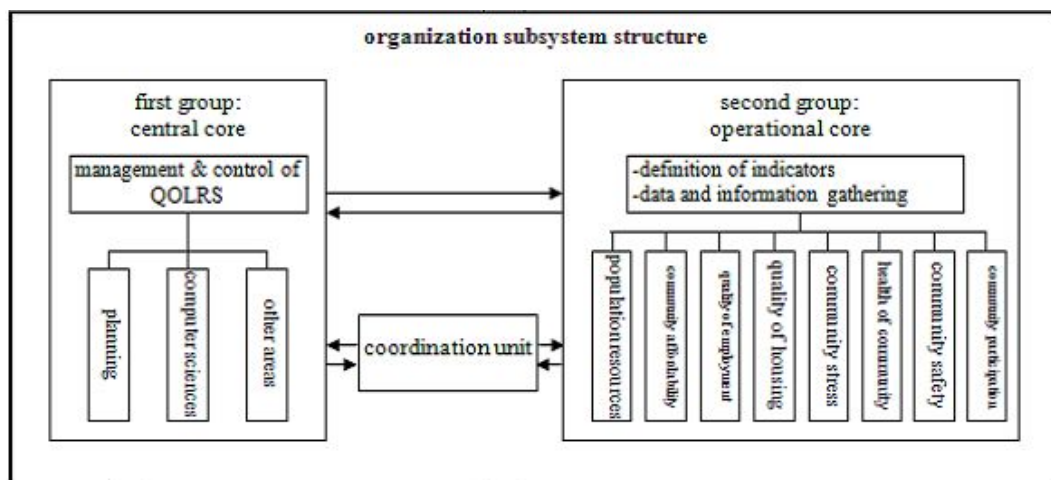 organization subsystem structure
first group:
central core
management & control of
QOLRS
planning
computer sciences
other areas
coordination unit
second group:
operational core
-definition of indicators
-data and information gathering
population resources
community affordability
quality of employment
quality of housing
community stress
health of community
community safety
community participation